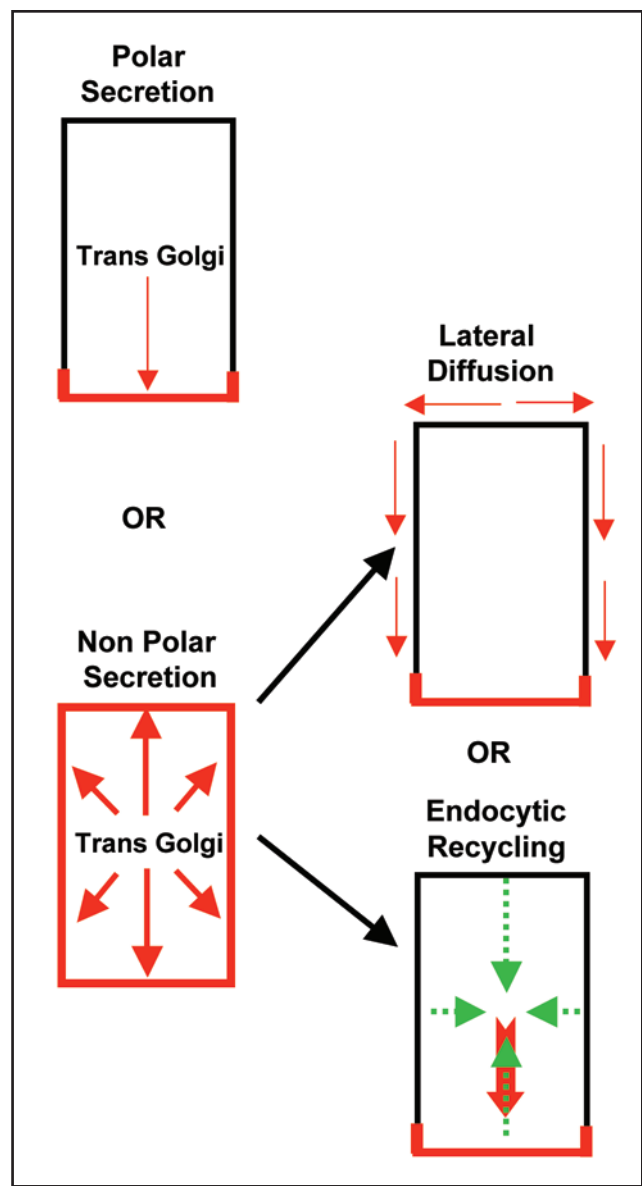 Polar
Secretion
Trans Golgi
OR
Non Polar
Secretion
Trans Golgi
Lateral
Diffusion
OR
Endocytic
Recycling